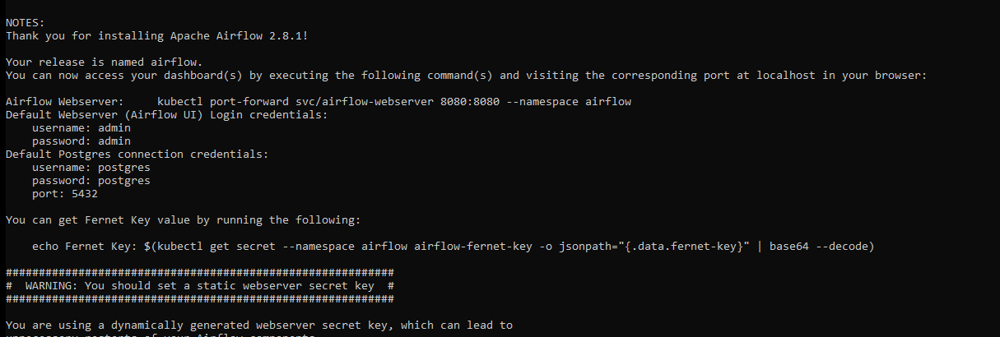 NOTES:
Thank you for installing Apache Airflow 2.8.1!
Your release is named airflow.
You can now access your dashboard(s) by executing the following command(s) and visiting the corresponding port at localhost in your browser:
Airflow Webserver:     kubectl port-forward svc/airflow-webserver 8080:8080 --namespace airflow
Default Webserver (Airflow UI) Login credentials:
    username: admin
    password: admin
Default Postgres connection credentials:
    username: postgres
    password: postgres
    port: 5432
You can get Fernet Key value by running the following:
    echo Fernet Key: $(kubectl get secret --namespace airflow airflow-fernet-key -o jsonpath="{.data.fernet-key}" | base64 --decode)
###########################################################
#  WARNING: You should set a static webserver secret key  #
###########################################################
You are using a dynamically generated webserver secret key, which can lead to
unnecessary restarts of your Airflow components.